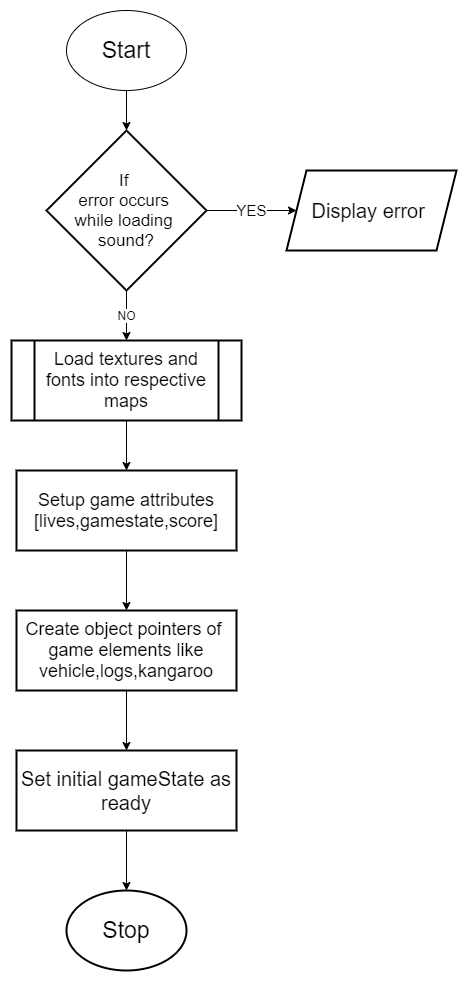 Start
If
error occurs
while loading
sound?
YES
Display error
NO
Load textures and
fonts into respective
maps
Setup game attributes
[lives,gamestate,score]
Create object pointers of
game elements like
vehicle,logs,kangaroo
Set initial gameState as
ready
Stop